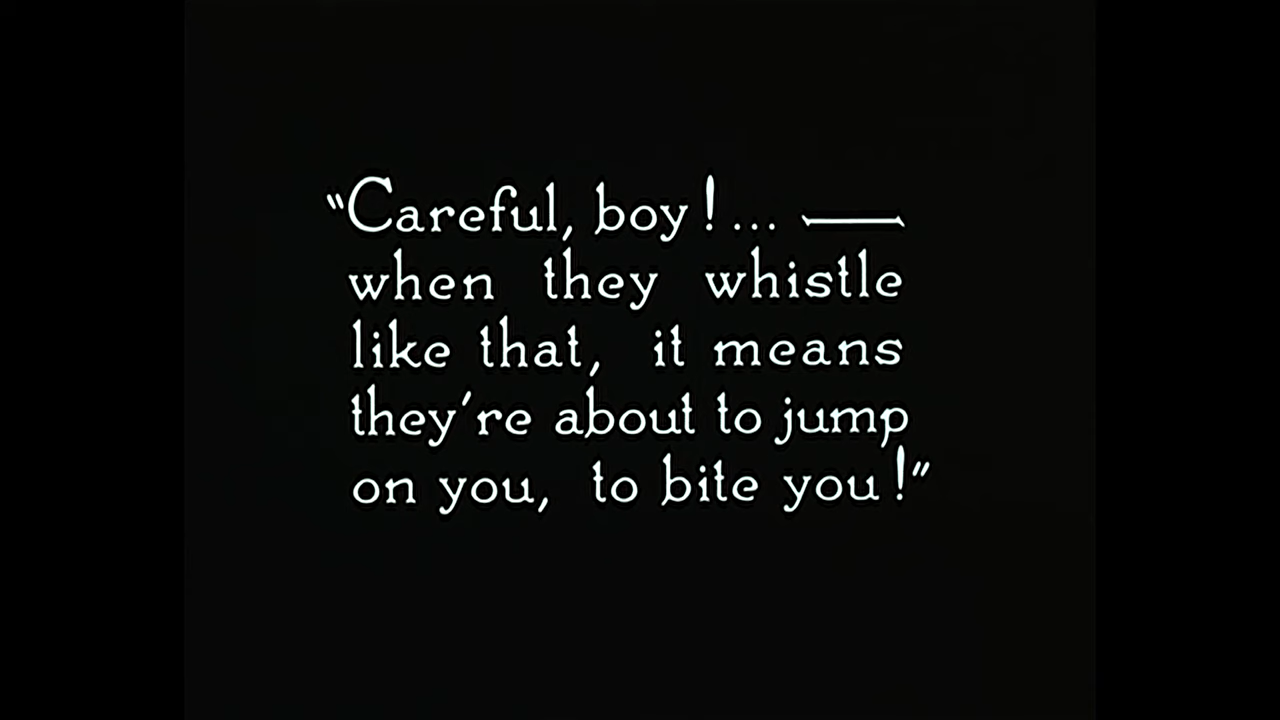 “Careful, boy!... —
when they whistle
like that, it means
they're about to jump
on you, to bite you!”